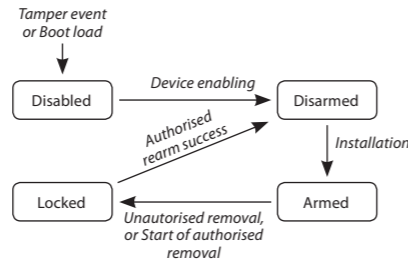 Tamper event
or Boot load
Device enabling
Disabled
Disarmed
Authorised
rearm success
Installation
Locked
Armed
Unautorised removal,
or Start of authorised
removal